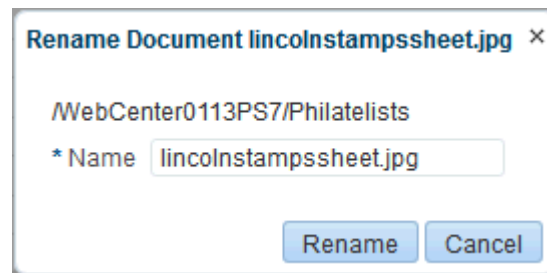 Rename Document lincolnstampssheet.jpg ×
/WebCenter0113PS7/Philatelists
* Name lincolnstampssheet.jpg
Rename Cancel